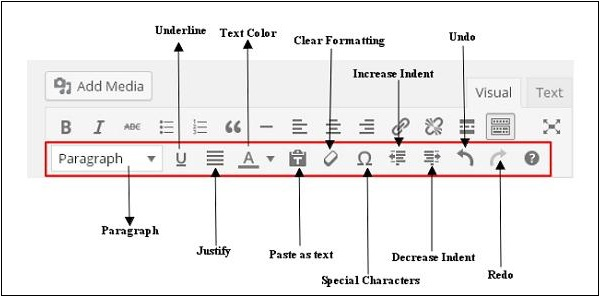 Underline
Text Color
Clear Formatting
Undo
Increase Indent
Add Media
Visual
Text
B I ABC
Paragraph U A T Ω ?
Paragraph
Justify
Paste as text
Special Characters
Decrease Indent
Redo